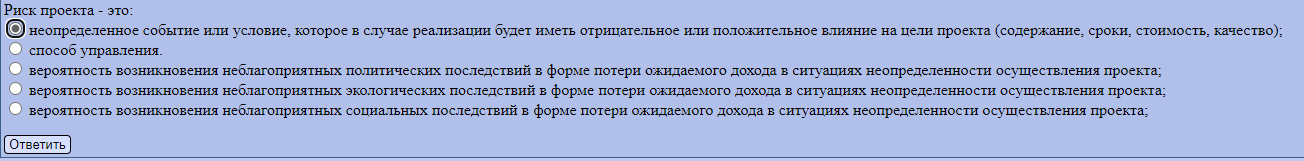 Риск проекта - это:
неопределенное событие или условие, которое в случае реализации будет иметь отрицательное или положительное влияние на цели проекта (содержание, сроки, стоимость, качество);
способ управления.
вероятность возникновения неблагоприятных политических последствий в форме потери ожидаемого дохода в ситуациях неопределенности осуществления проекта;
вероятность возникновения неблагоприятных экологических последствий в форме потери ожидаемого дохода в ситуациях неопределенности осуществления проекта;
вероятность возникновения неблагоприятных социальных последствий в форме потери ожидаемого дохода в ситуациях неопределенности осуществления проекта;
Ответить